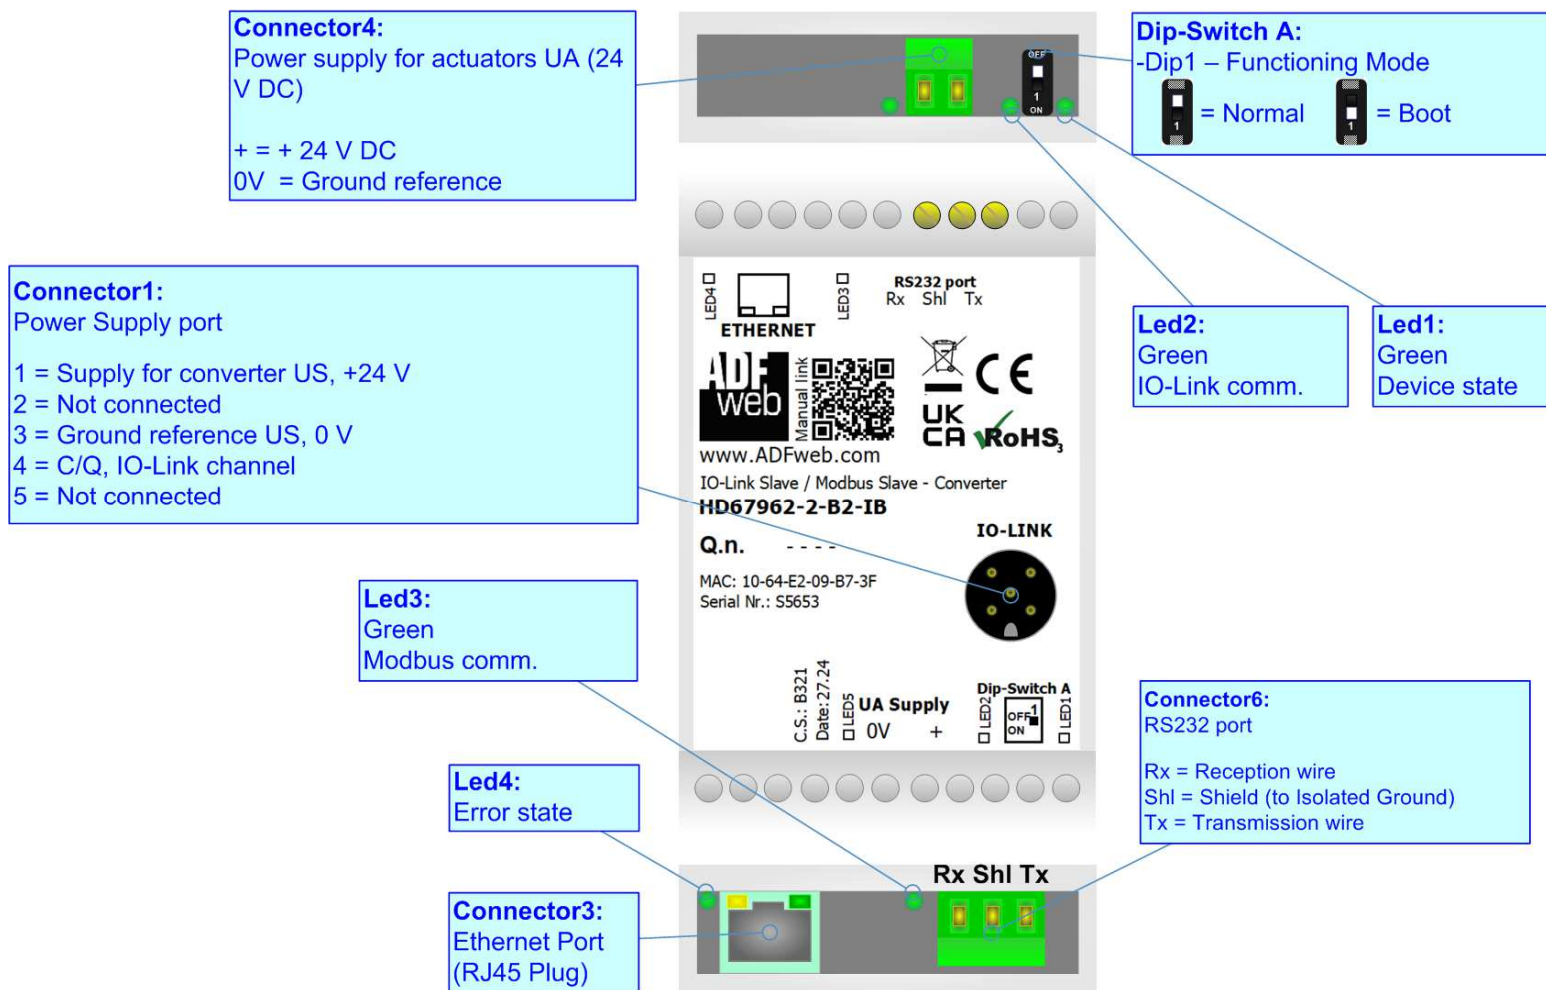 Connector4:
Power supply for actuators UA (24
V DC)
+ = + 24 V DC
0V = Ground reference
OFF
1
ON
Dip-Switch A:
-Dip1 – Functioning Mode
1
= Normal
1
= Boot
Connector1:
Power Supply port
1 = Supply for converter US, +24 V
2 = Not connected
3 = Ground reference US, 0 V
4 = C/Q, IO-Link channel
5 = Not connected
Led2:
Green
IO-Link comm.
Led1:
Green
Device state
LED4
ETHERNET
LED3
RS232 port
Rx Shl Tx
ADF
web
Manual link
CE
UK
CA
RoHS3
www.ADFweb.com
IO-Link Slave / Modbus Slave - Converter
HD67962-2-B2-IB
Q.n. - - - -
MAC: 10-64-E2-09-B7-3F
Serial Nr.: S5653
IO-LINK
Led3:
Green
Modbus comm.
C.S.: B321
Date: 27.24
LED5
UA Supply
0V +
Dip-Switch A
LED2
OFF 1
ON
LED1
Led4:
Error state
Connector6:
RS232 port
Rx = Reception wire
Shl = Shield (to Isolated Ground)
Tx = Transmission wire
Connector3:
Ethernet Port
(RJ45 Plug)
Rx Shl Tx